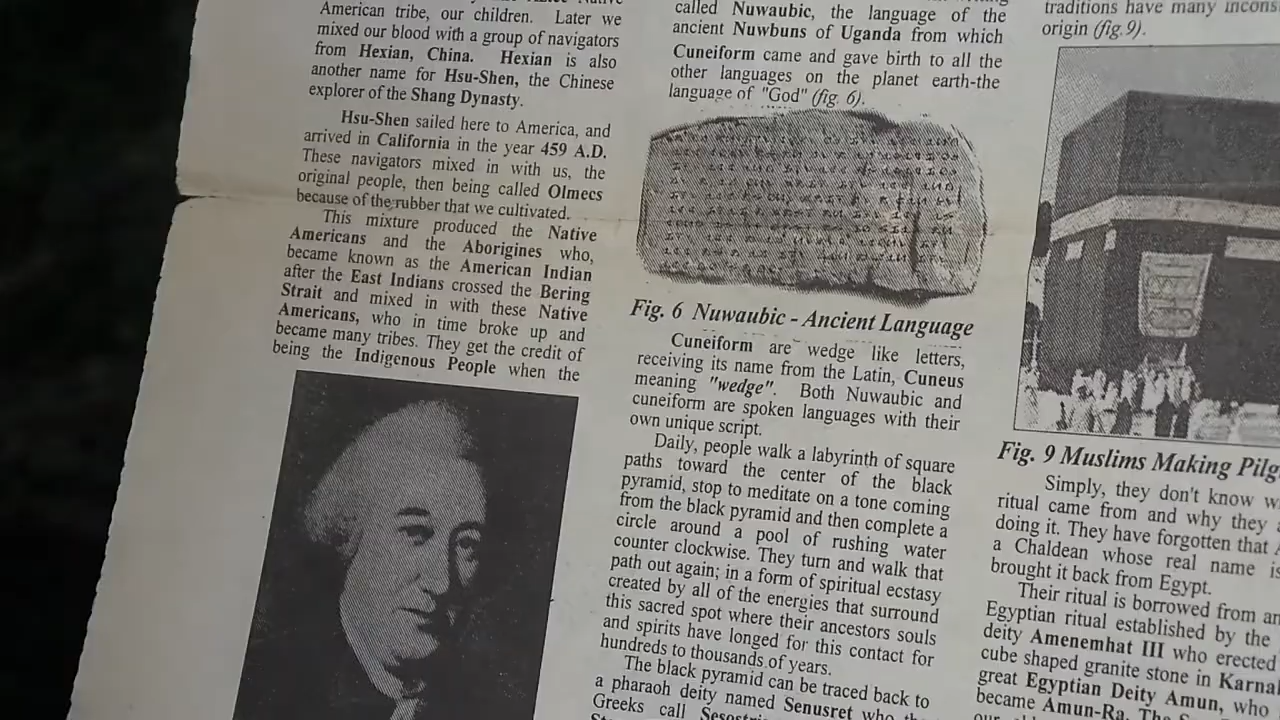 American tribe, our children. Later we
mixed our blood with a group of navigators
from Hexian, China. Hexian is also
another name for Hsu-Shen, the Chinese
explorer of the Shang Dynasty.
Hsu-Shen sailed here to America, and
arrived in California in the year 459 A.D.
These navigators mixed in with us, the
original people, then being called Olmecs
because of the rubber that we cultivated.
This mixture produced the Native
Americans and the Aborigines who,
became known as the American Indian
after the East Indians crossed the Bering
Strait and mixed in with these Native
Americans, who in time broke up and
became many tribes. They get the credit of
being the Indigenous People when the
called Nuwaubic, the language of the
ancient Nuwbuns of Uganda from which
Cuneiform came and gave birth to all the
other languages on the planet earth-the
language of "God" (fig. 6).
Fig. 6 Nuwaubic - Ancient Language
Cuneiform are wedge like letters,
receiving its name from the Latin, Cuneus
meaning "wedge". Both Nuwaubic and
cuneiform are spoken languages with their
own unique script.
Daily, people walk a labyrinth of square
paths toward the center of the black
pyramid, stop to meditate on a tone coming
from the black pyramid and then complete a
circle around a pool of rushing water
counter clockwise. They turn and walk that
path out again; in a form of spiritual ecstasy
created by all of the energies that surround
this sacred spot where their ancestors souls
and spirits have longed for this contact for
hundreds to thousands of years.
The black pyramid can be traced back to
a pharaoh deity named Senusret who
Greeks call
traditions have many
origin (fig. 9).
Fig. 9 Muslims Making
Simply, they don't know
ritual came from and why they
doing it. They have forgotten that
a Chaldean whose real name
brought it back from Egypt.
Their ritual is borrowed from
Egyptian ritual established by the
deity Amenemhat III who erected
cube shaped granite stone in
great Egyptian Deity Amun, who
became Amun-Ra.